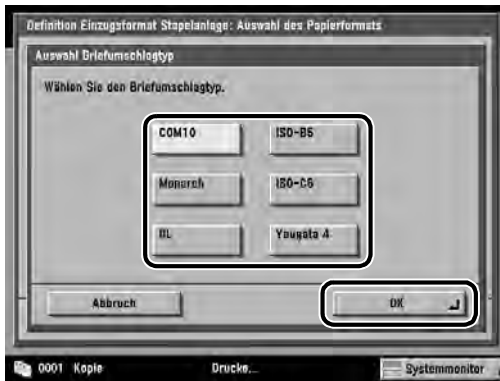 Definition Einzugsformat Stapelanlage: Auswahl des Papierformats
Auswahl Briefumschlagtyp
Wählen Sie den Briefumschlagtyp.
COM10
ISO-B5
Monarch
ISO-C5
DL
Yougata 4
Abbruch
OK
0001 Kopie
Drucke...
Systemmonitor